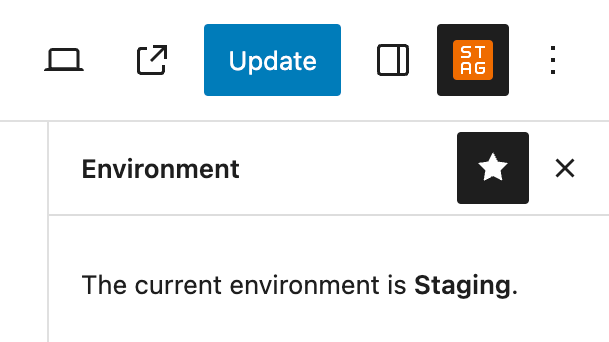 Update
ST
AG
Environment
The current environment is Staging.